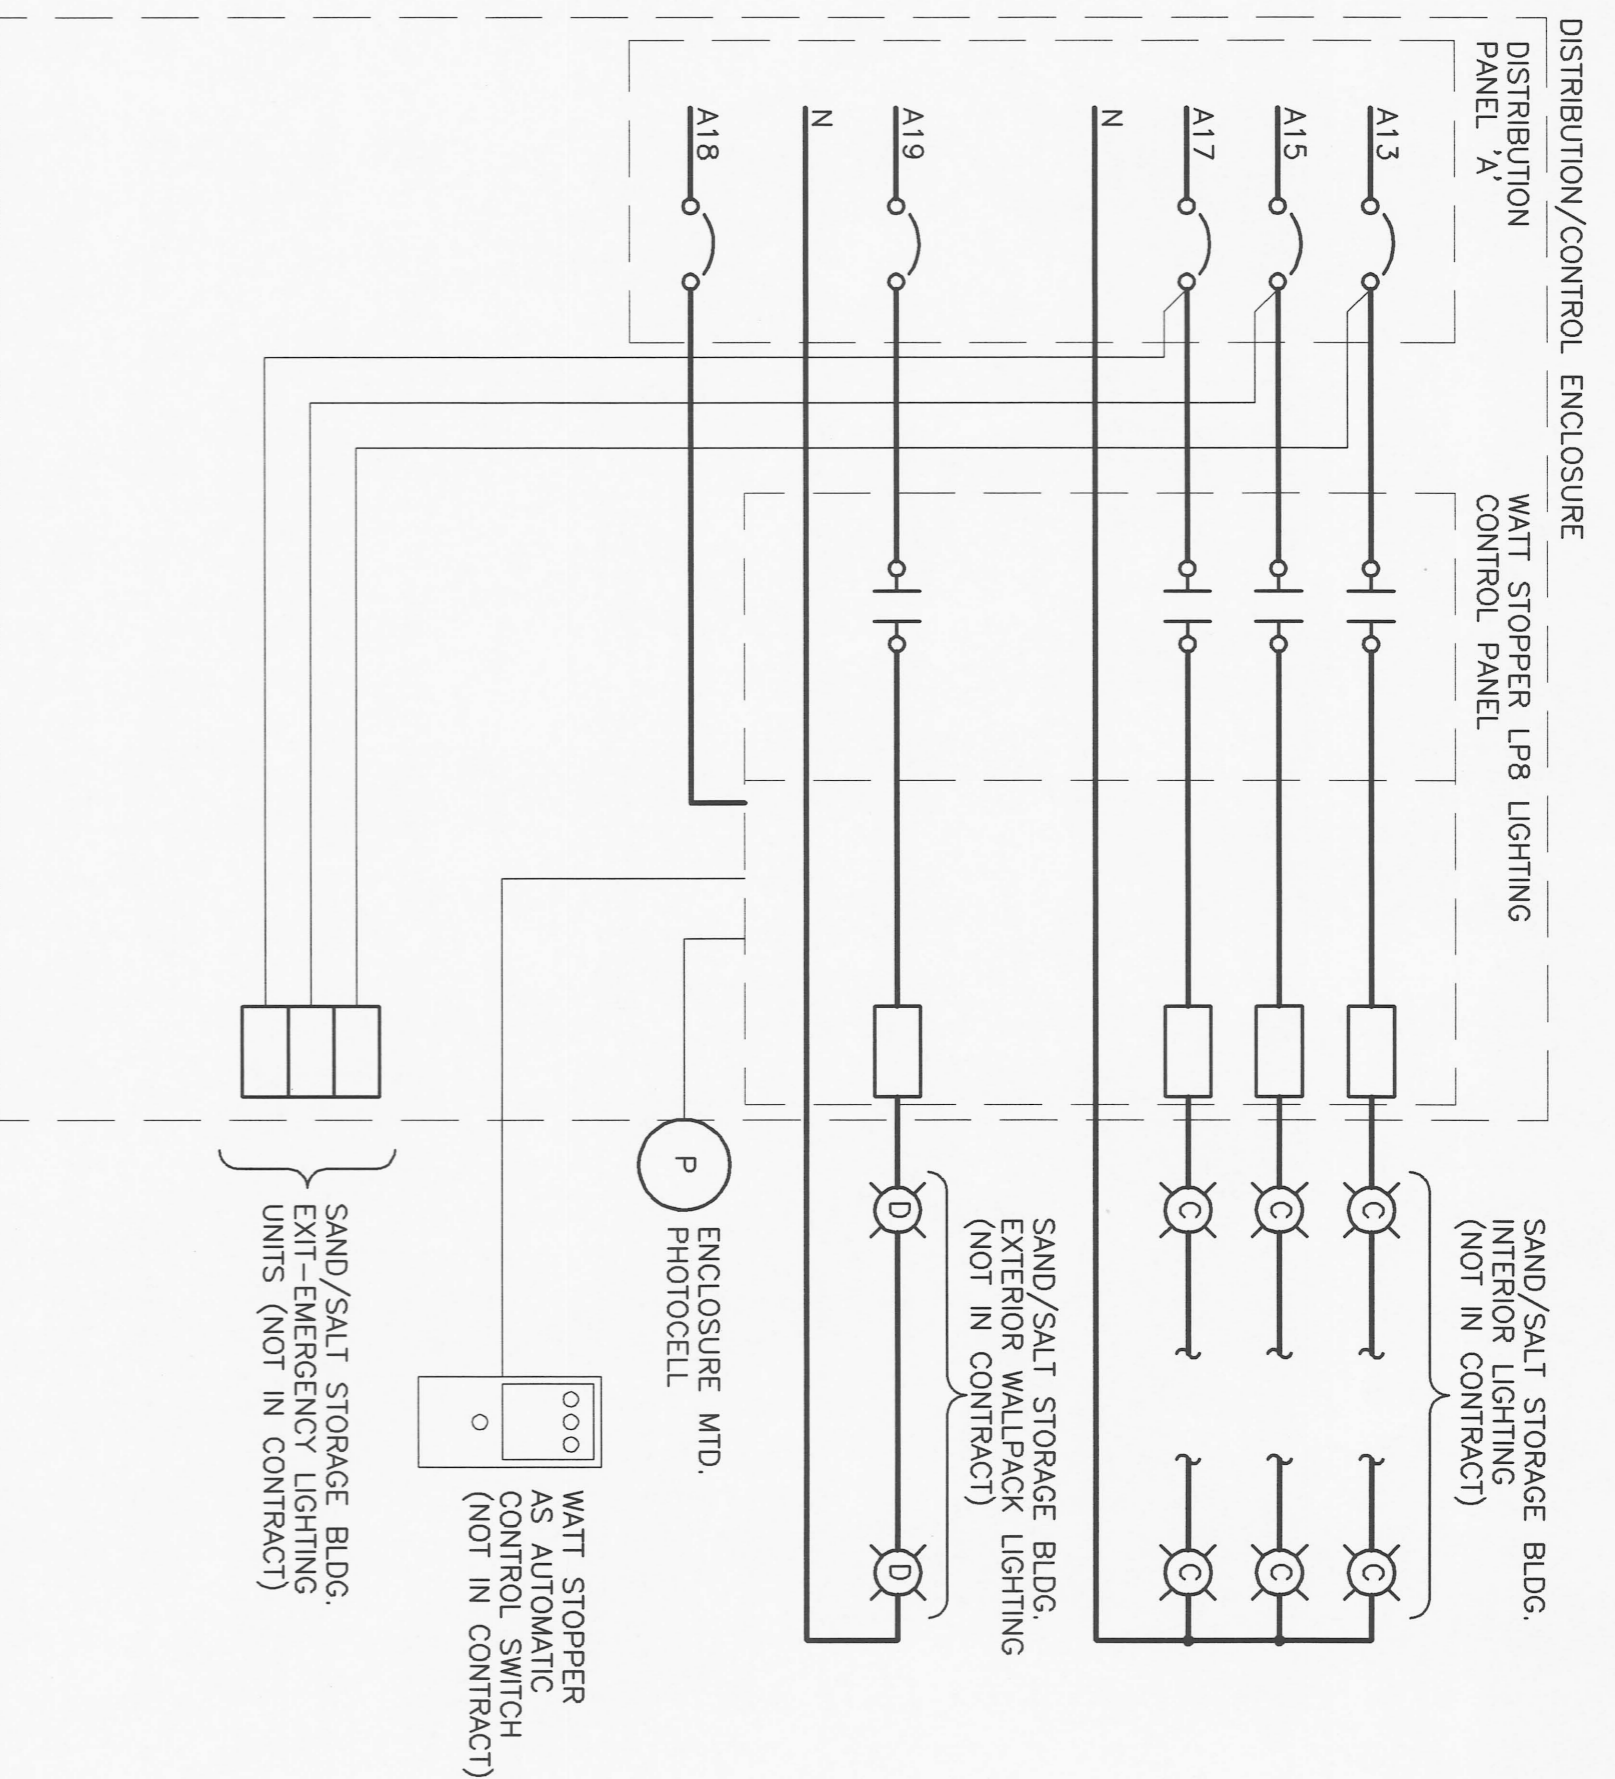 DISTRIBUTION/CONTROL ENCLOSURE
DISTRIBUTION
PANEL 'A'
A13
A15
A17
N
A19
N
A18
WATT STOPPER LP8 LIGHTING
CONTROL PANEL
SAND/SALT STORAGE BLDG.
INTERIOR LIGHTING
(NOT IN CONTRACT)
C
C
C
C
C
C
SAND/SALT STORAGE BLDG.
EXTERIOR WALLPACK LIGHTING
(NOT IN CONTRACT)
D
D
P
ENCLOSURE MTD.
PHOTOCELL
WATT STOPPER
AS AUTOMATIC
CONTROL SWITCH
(NOT IN CONTRACT)
SAND/SALT STORAGE BLDG.
EXIT-EMERGENCY LIGHTING
UNITS (NOT IN CONTRACT)